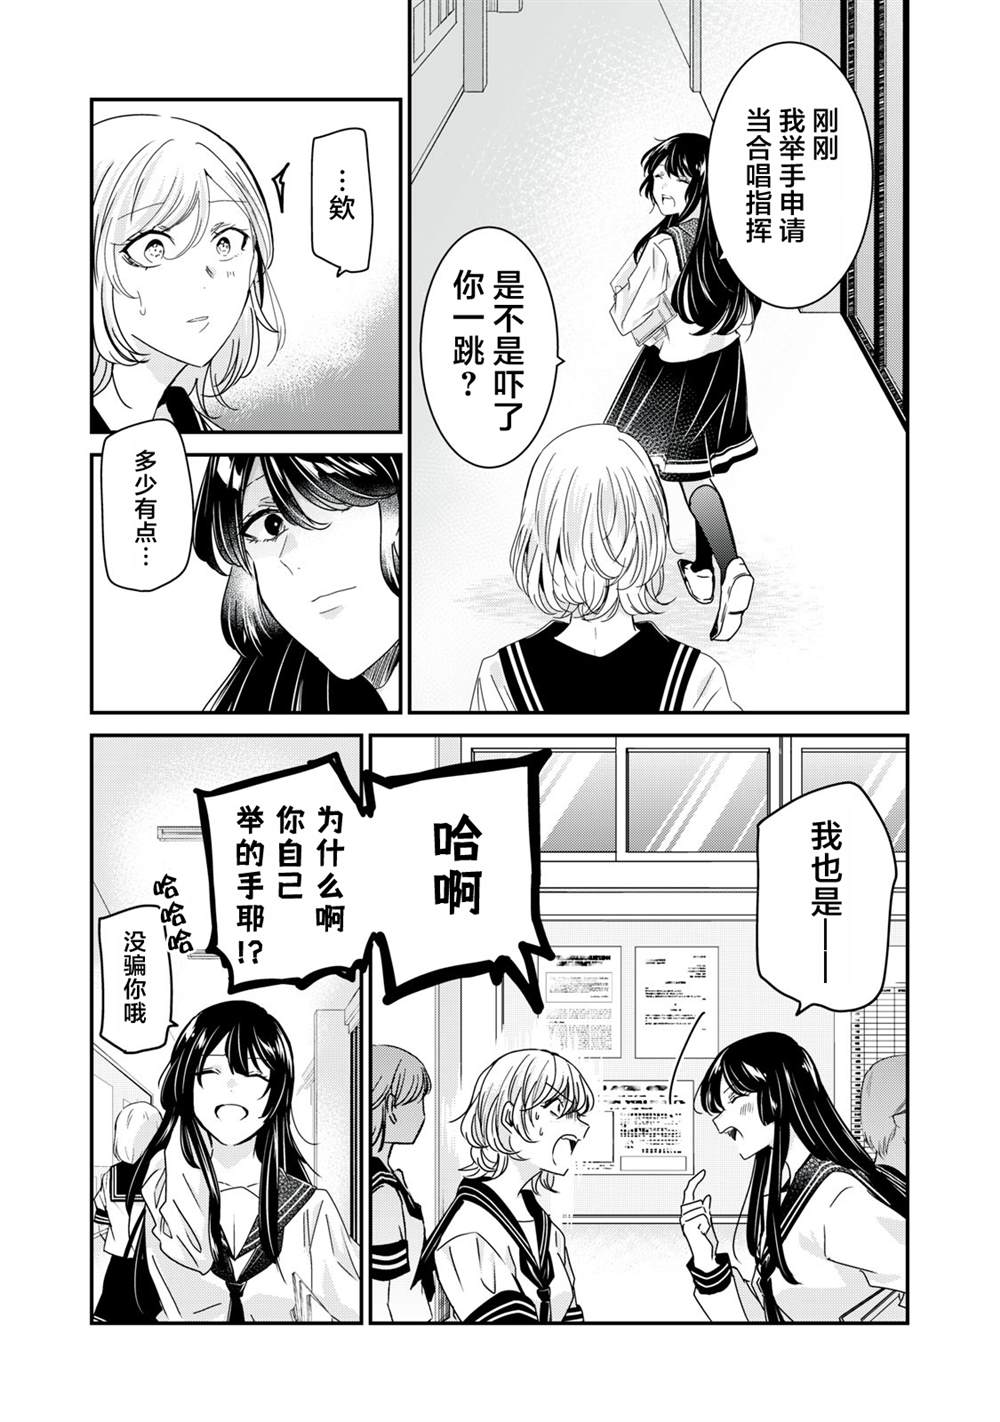 刚刚
我举手申请
当合唱指挥
是不是吓了
你一跳？
…欸
多少有点…
我也是——
哈啊
为什么啊
你自己
举的手耶!?
哈哈哈
没骗你哦